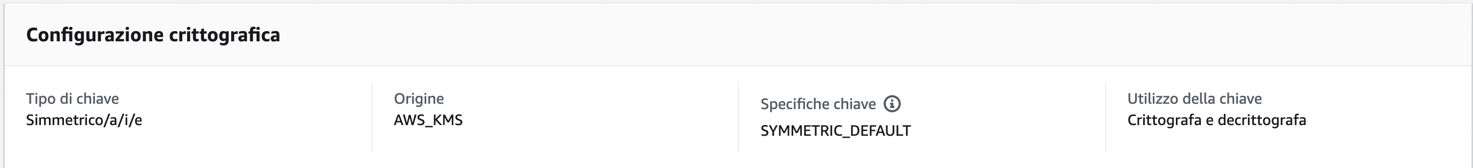 Configurazione crittografica
Tipo di chiave
Simmetrico/a/i/e
Origine
AWS_KMS
Specifiche chiave
SYMMETRIC_DEFAULT
Utilizzo della chiave
Crittografa e decrittografa